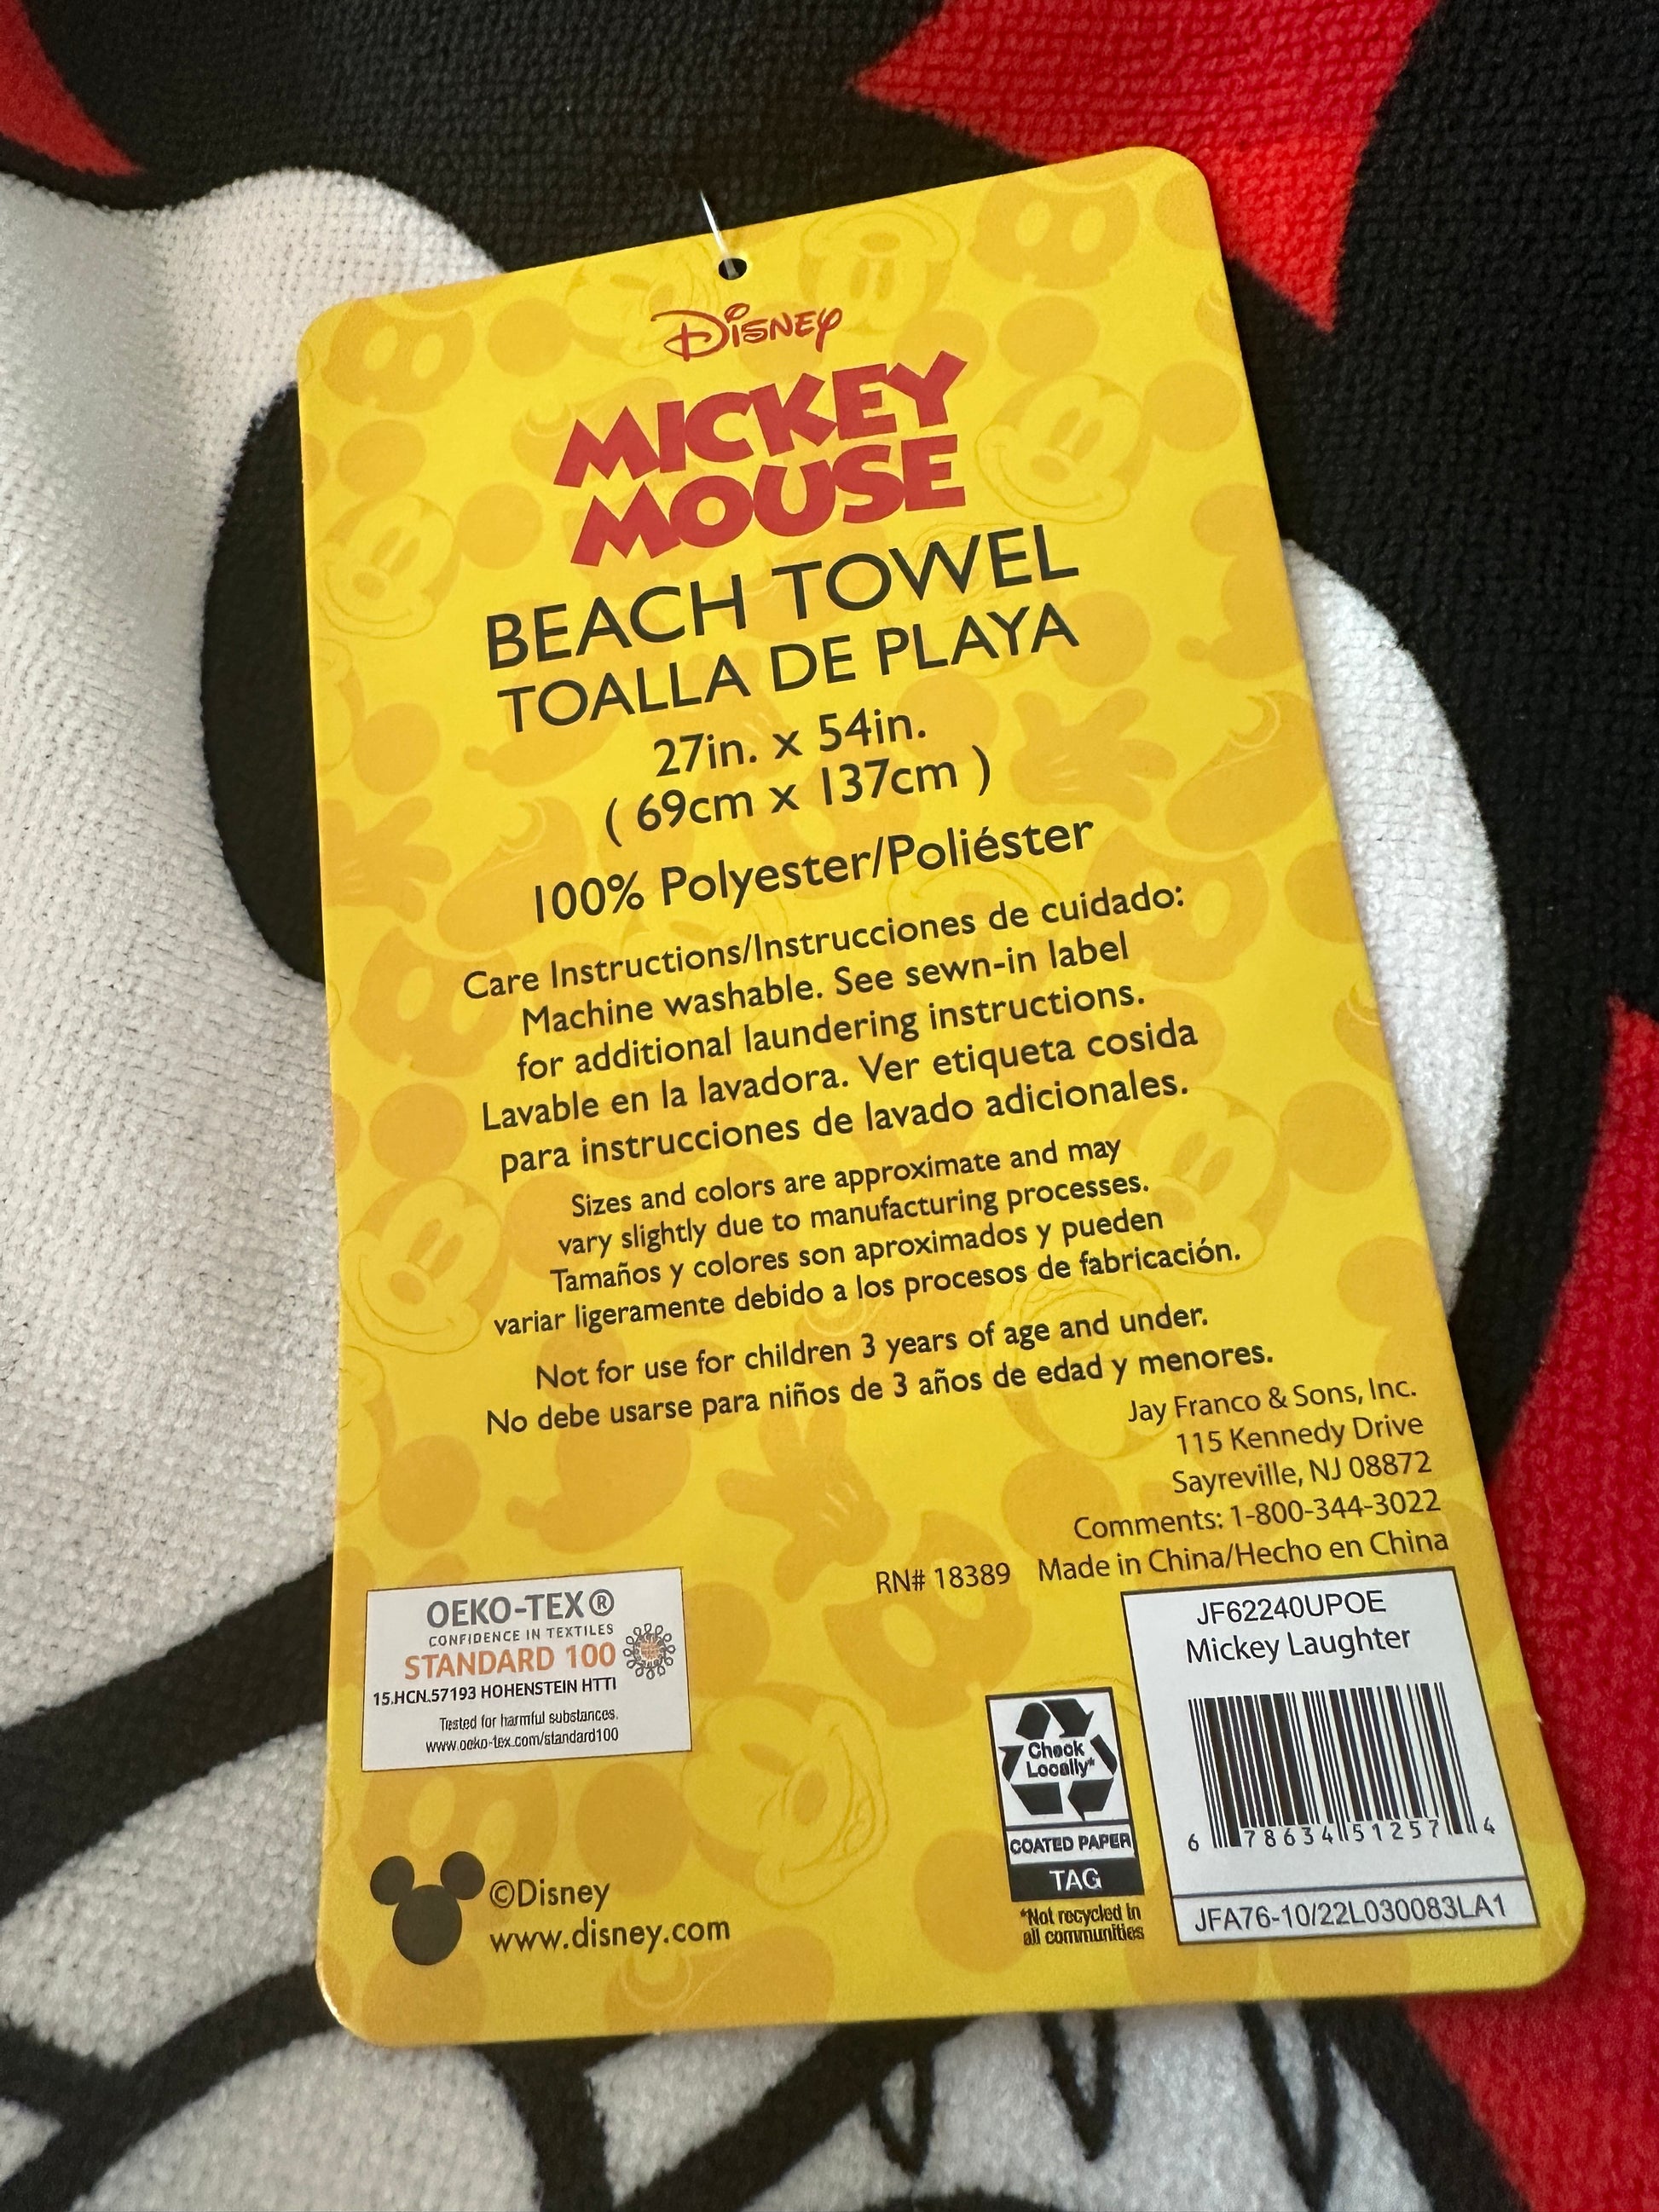 Disney
MICKEY
MOUSE
BEACH TOWEL
TOALLA DE PLAYA
27in. x 54in.
( 69cm x 137cm )
100% Polyester/Poliéster
Care Instructions/Instrucciones de cuidado:
Machine washable. See sewn-in label
for additional laundering instructions.
Lavable en la lavadora. Ver etiqueta cosida
para instrucciones de lavado adicionales.
Sizes and colors are approximate and may
vary slightly due to manufacturing processes.
Tamaños y colores son aproximados y pueden
variar ligeramente debido a los procesos de fabricación.
Not for use for children 3 years of age and under.
No debe usarse para niños de 3 años de edad y menores.
Jay Franco & Sons, Inc.
115 Kennedy Drive
Sayreville, NJ 08872
Comments: 1-800-344-3022
RN# 18389 Made in China/Hecho en China
OEKO-TEX®
CONFIDENCE IN TEXTILES
STANDARD 100
15.HCN.57193 HOHENSTEIN HTTI
Tested for harmful substances.
www.oeko-tex.com/standard100
©Disney
www.disney.com
Check
Locally*
COATED PAPER
TAG
*Not recycled in
all communities
JF62240UPOE
Mickey Laughter
6 78634 51257 4
JFA76-10/22L030083LA1